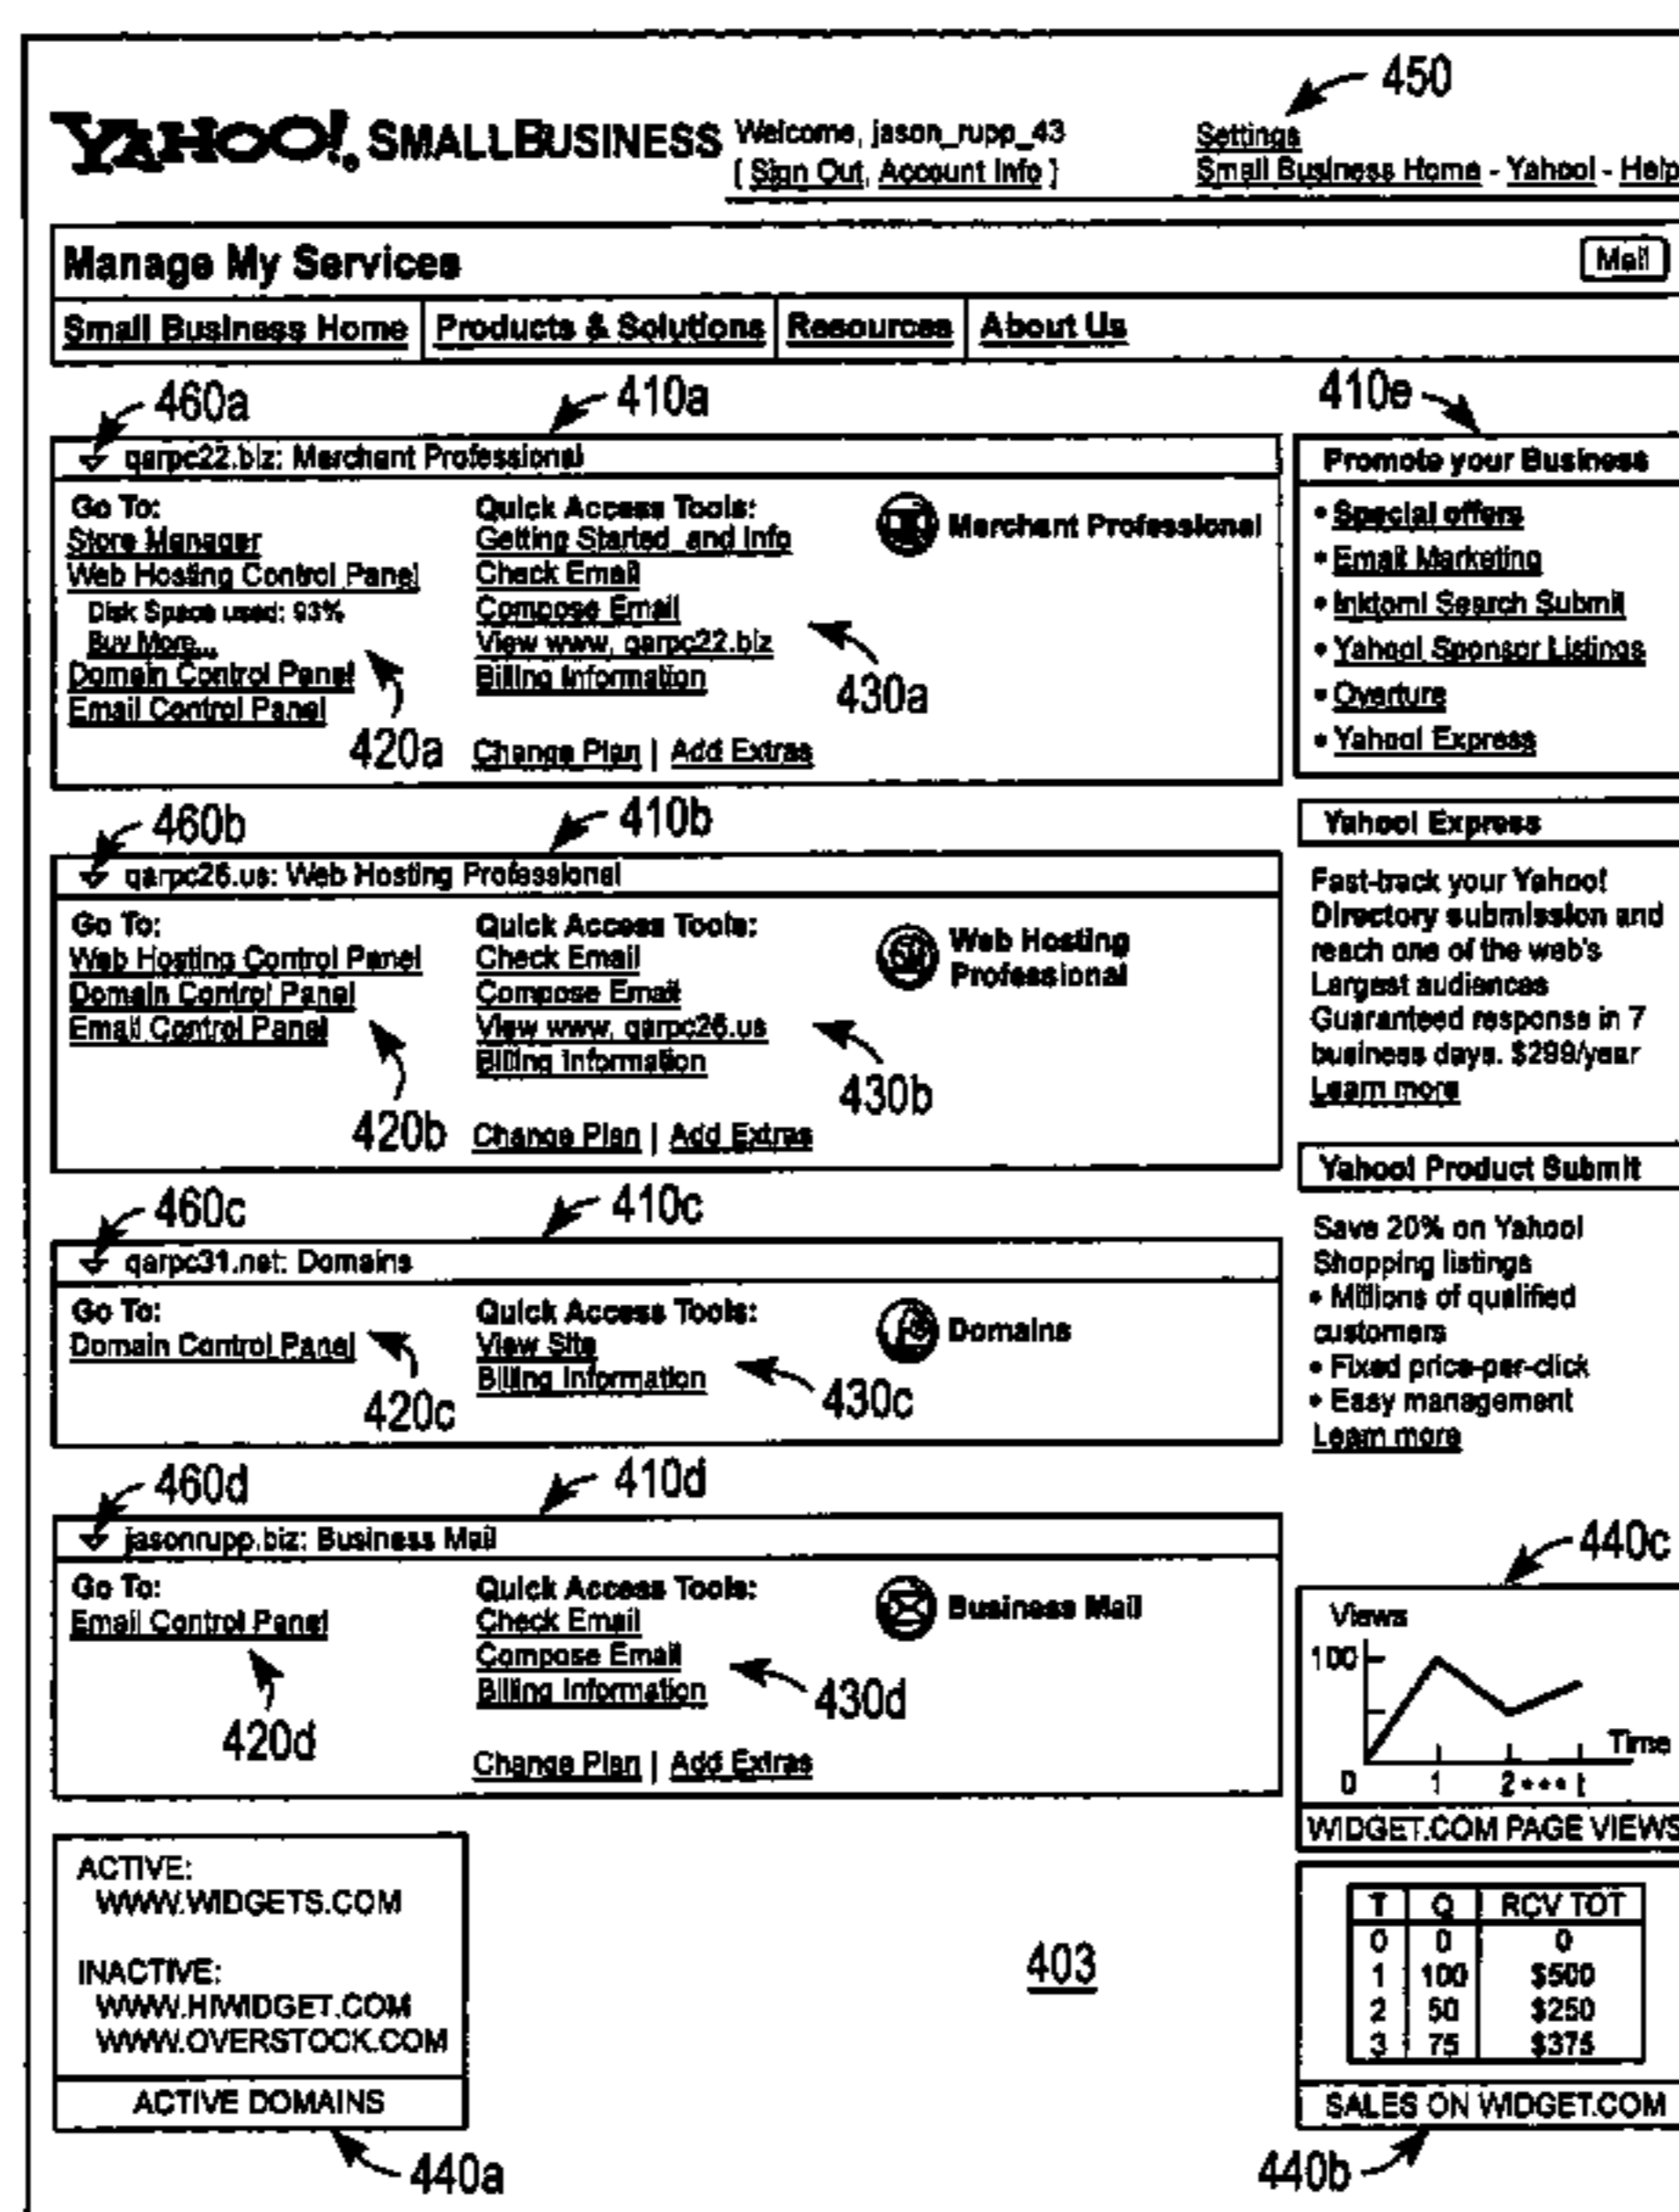 450
YAHOO! SMALLBUSINESS
Welcome, jason_rupp_43
[ Sign Out, Account Info ]
Settings
Small Business Home - Yahoo! - Help
Manage My Services
Mail
Small Business Home
Products & Solutions
Resources
About Us
460a
410a
qarpc22.biz: Merchant Professional
Go To:
Store Manager
Web Hosting Control Panel
Disk Space used: 93%
Buy More...
Domain Control Panel
Email Control Panel
420a
Quick Access Tools:
Getting Started and Info
Check Email
Compose Email
View www, qarpc22.biz
Billing Information
430a
Change Plan | Add Extras
Merchant Professional
460b
410b
qarpc26.us: Web Hosting Professional
Go To:
Web Hosting Control Panel
Domain Control Panel
Email Control Panel
420b
Quick Access Tools:
Check Email
Compose Email
View www, qarpc26.us
Billing Information
430b
Change Plan | Add Extras
Web Hosting
Professional
460c
410c
qarpc31.net: Domains
Go To:
Domain Control Panel
420c
Quick Access Tools:
View Site
Billing Information
430c
Domains
460d
410d
jasonrupp.biz: Business Mail
Go To:
Email Control Panel
420d
Quick Access Tools:
Check Email
Compose Email
Billing Information
430d
Change Plan | Add Extras
Business Mail
ACTIVE:
WWW.WIDGETS.COM
INACTIVE:
WWW.HIWIDGET.COM
WWW.OVERSTOCK.COM
ACTIVE DOMAINS
440a
403
410e
Promote your Business
• Special offers
• Email Marketing
• Inktomi Search Submit
• Yahoo! Sponsor Listings
• Overture
• Yahoo! Express
Yahoo! Express
Fast-track your Yahoo!
Directory submission and
reach one of the web's
Largest audiences
Guaranteed response in 7
business days. $299/year
Learn more
Yahoo! Product Submit
Save 20% on Yahoo!
Shopping listings
• Millions of qualified
customers
• Fixed price-per-click
• Easy management
Learn more
440c
Views
100
Time
0 1 2 • • • t
WIDGET.COM PAGE VIEWS
T Q RCV TOT
0 0 0
1 100 $500
2 50 $250
3 75 $375
SALES ON WIDGET.COM
440b